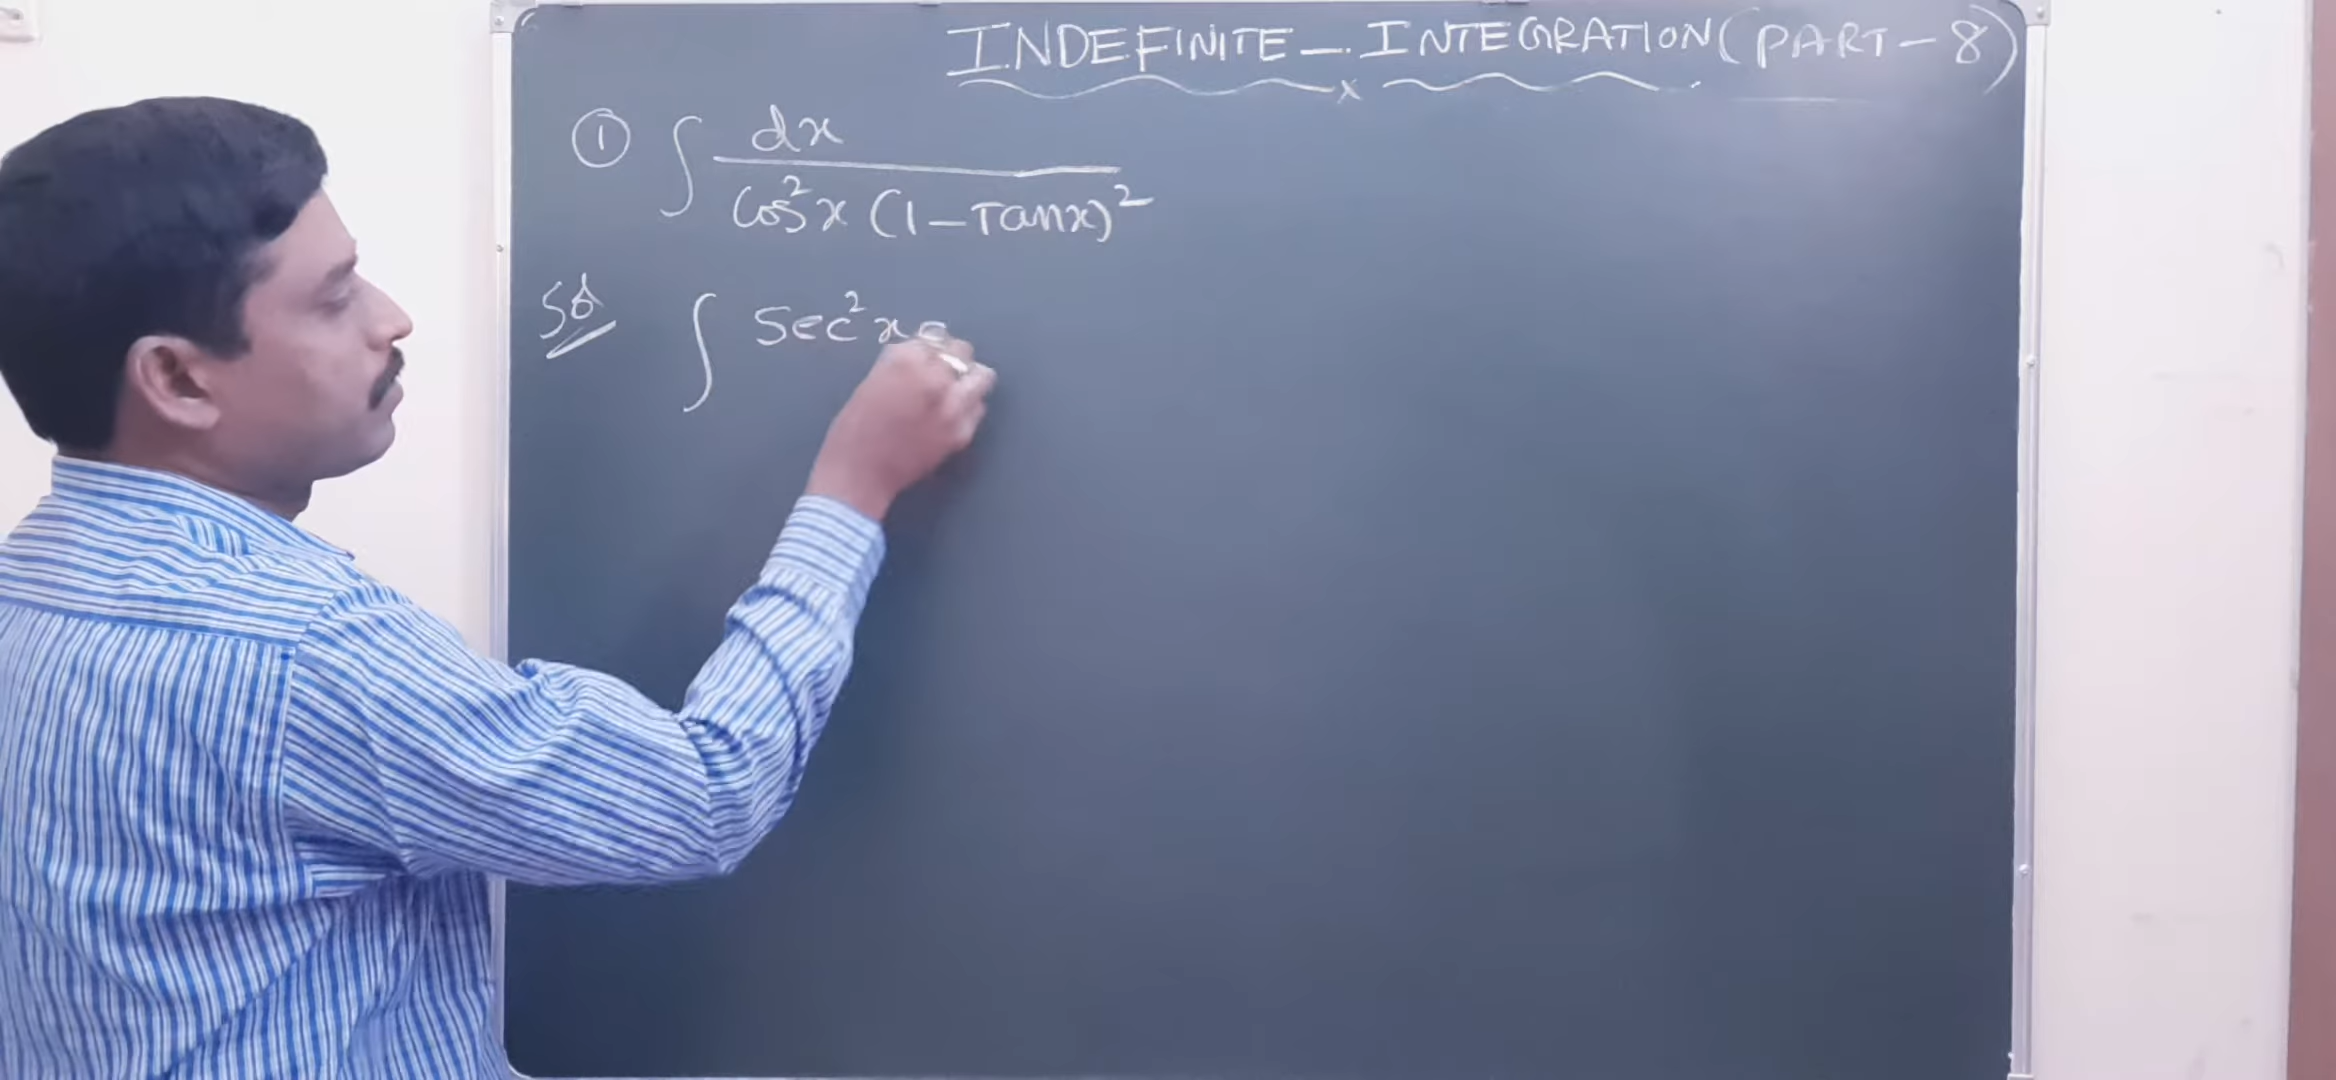 INDEFINITE - INTEGRATION (PART - 8)
① ∫ dx
cos²x (1 - Tanx)²
Sol
∫ Sec²x